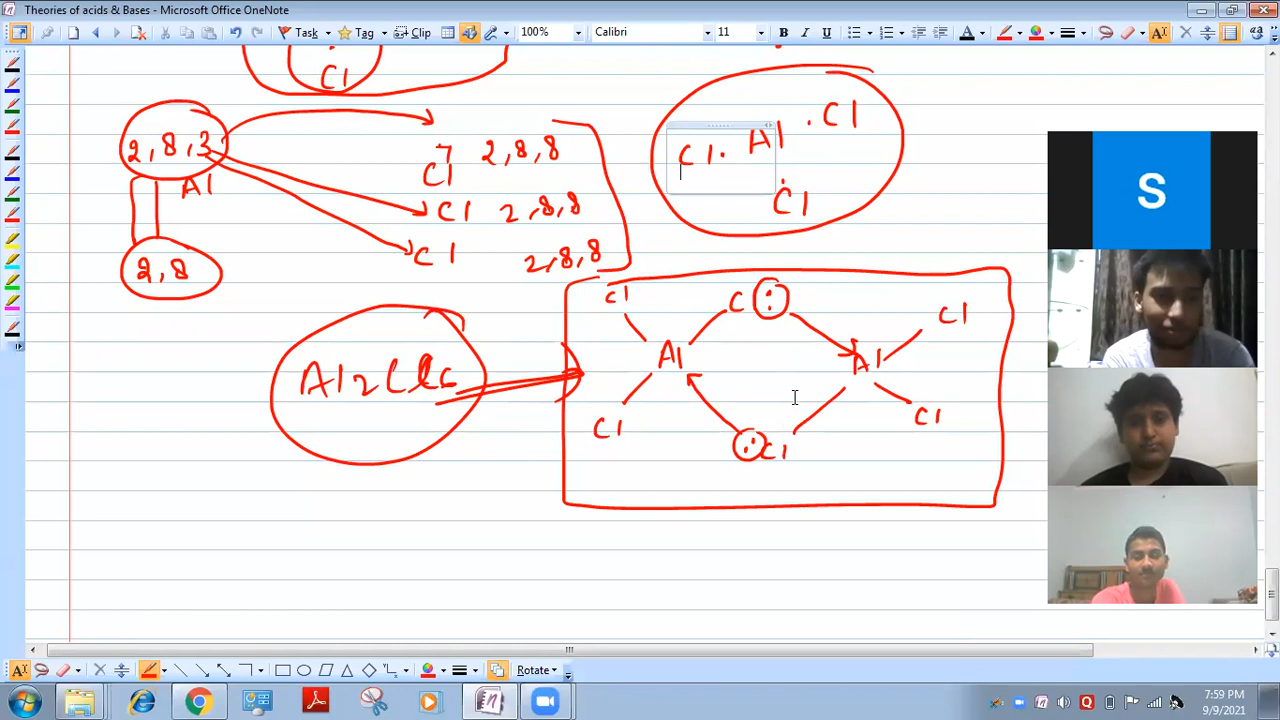 Theories of acids & Bases - Microsoft Office OneNote
Task Tag Clip 100% Calibri 11 B I U
Cl
2,8,3
Al
7
Cl 2,8,8
Cl 2,8,8
Cl 2,8,8
2,8
Cl. Al .Cl
Cl
Al2Cl6
Cl C : Cl
Al Al
Cl : Cl Cl
S
Rotate
7:59 PM
9/9/2021